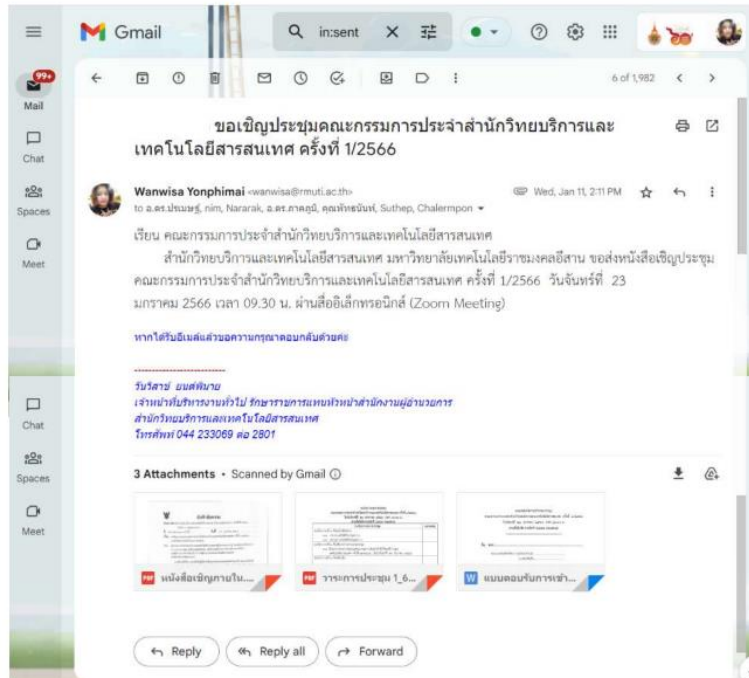 Gmail
in:sent
99+
Mail
6 of 1,982
Chat
Spaces
Meet
ขอเชิญประชุมคณะกรรมการประจำสำนักวิทยบริการและ
เทคโนโลยีสารสนเทศ ครั้งที่ 1/2566
Wanwisa Yonphimai <wanwisa@rmuti.ac.th>
Wed, Jan 11, 2:11 PM
to อ.ดร.ปรเมษฐ์, nim, Nararak, อ.ดร.ภาคภูมิ, คุณพัทธนันท์, Suthep, Chalermpon
เรียน คณะกรรมการประจำสำนักวิทยบริการและเทคโนโลยีสารสนเทศ
สำนักวิทยบริการและเทคโนโลยีสารสนเทศ มหาวิทยาลัยเทคโนโลยีราชมงคลอีสาน ขอส่งหนังสือเชิญประชุม
คณะกรรมการประจำสำนักวิทยบริการและเทคโนโลยีสารสนเทศ ครั้งที่ 1/2566 วันจันทร์ที่ 23
มกราคม 2566 เวลา 09.30 น. ผ่านสื่ออิเล็กทรอนิกส์ (Zoom Meeting)
หากได้รับอีเมล์แล้วขอความกรุณาตอบกลับด้วยค่ะ
--------------------------
วันวิสาข์ ยนต์พิมาย
เจ้าหน้าที่บริหารงานทั่วไป รักษาราชการแทนหัวหน้าสำนักงานผู้อำนวยการ
สำนักวิทยบริการและเทคโนโลยีสารสนเทศ
โทรศัพท์ 044 233069 ต่อ 2801
Chat
Spaces
Meet
3 Attachments • Scanned by Gmail
PDF หนังสือเชิญภายใน....
PDF วาระการประชุม 1_6...
W แบบตอบรับการเข้า...
Reply
Reply all
Forward